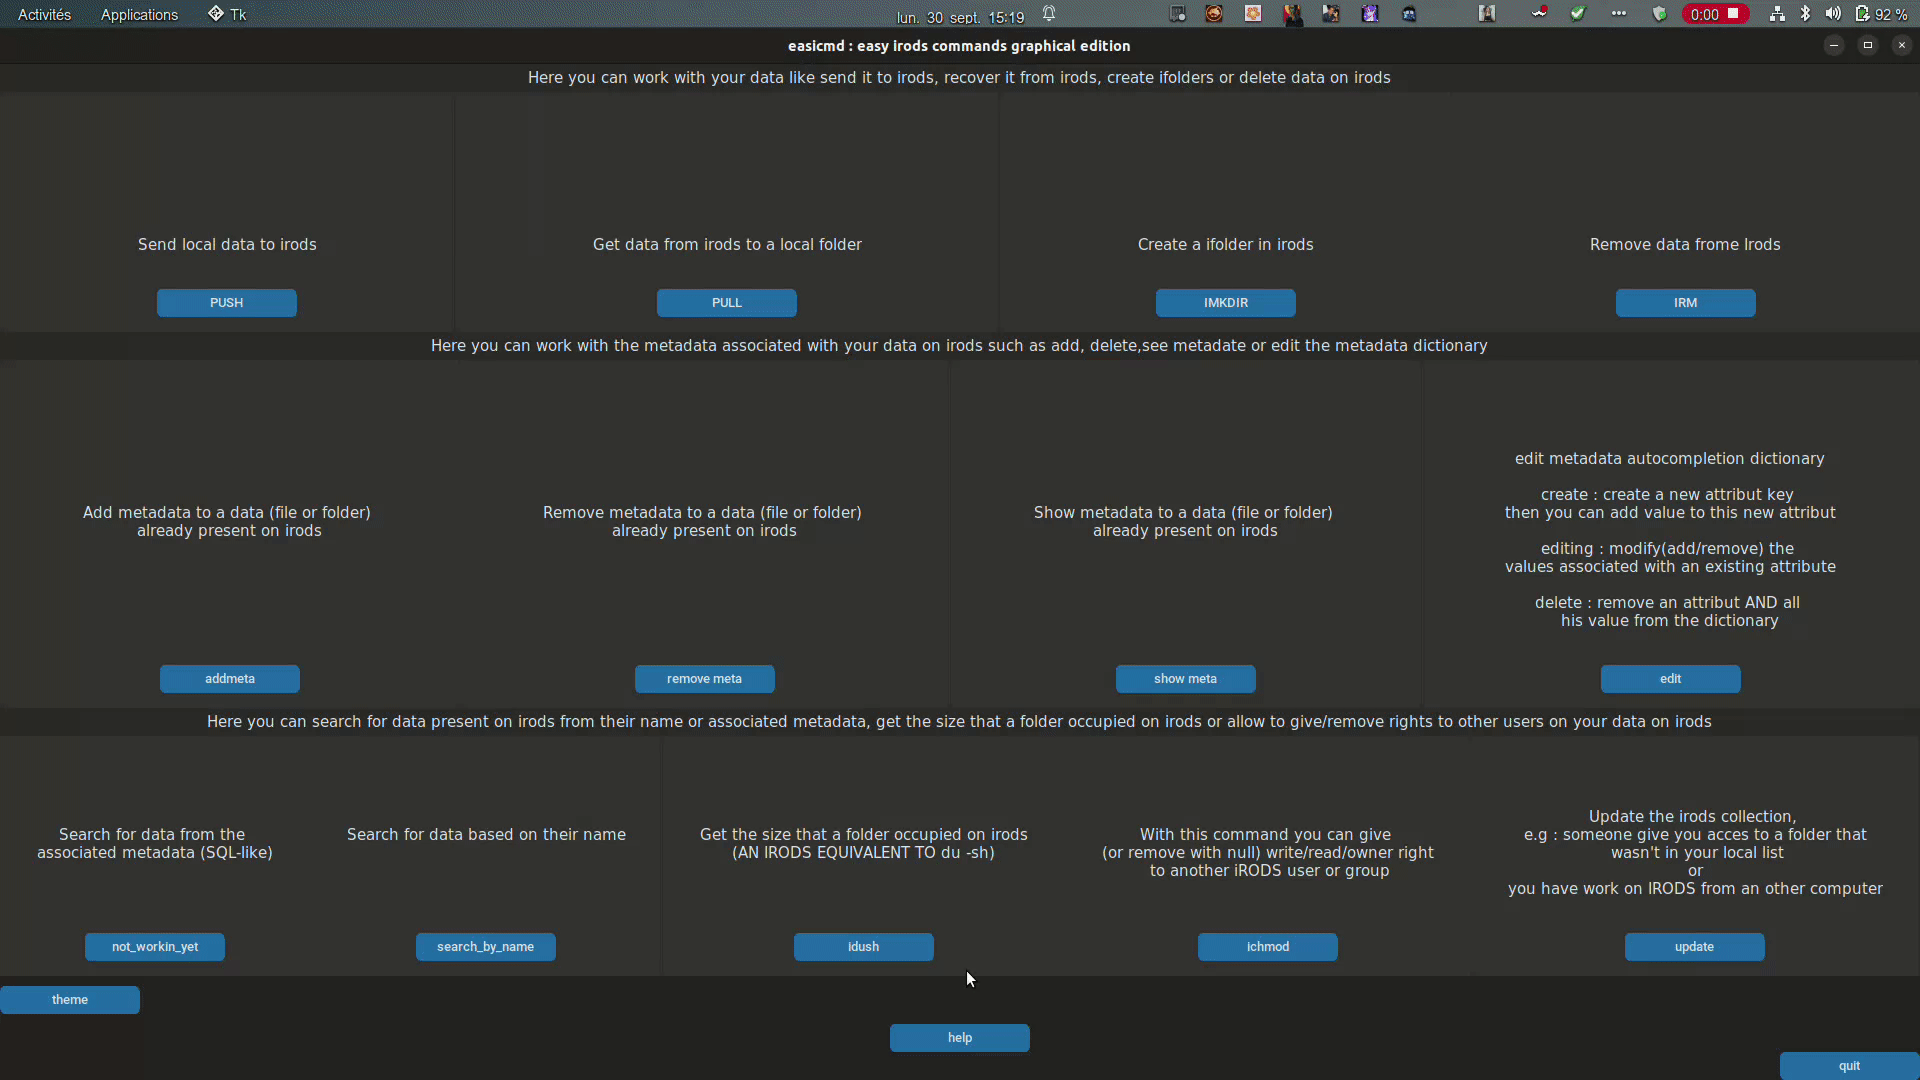 Activités Applications Tk lun. 30 sept. 15:19 0:00 92 %
easicmd : easy irods commands graphical edition
Here you can work with your data like send it to irods, recover it from irods, create ifolders or delete data on irods
Send local data to irods
PUSH
Get data from irods to a local folder
PULL
Create a ifolder in irods
IMKDIR
Remove data frome Irods
IRM
Here you can work with the metadata associated with your data on irods such as add, delete,see metadate or edit the metadata dictionary
Add metadata to a data (file or folder)
already present on irods
addmeta
Remove metadata to a data (file or folder)
already present on irods
remove meta
Show metadata to a data (file or folder)
already present on irods
show meta
edit metadata autocompletion dictionary
create : create a new attribut key
then you can add value to this new attribut
editing : modify(add/remove) the
values associated with an existing attribute
delete : remove an attribut AND all
his value from the dictionary
edit
Here you can search for data present on irods from their name or associated metadata, get the size that a folder occupied on irods or allow to give/remove rights to other users on your data on irods
Search for data from the
associated metadata (SQL-like)
not_workin_yet
Search for data based on their name
search_by_name
Get the size that a folder occupied on irods
(AN IRODS EQUIVALENT TO du -sh)
idush
With this command you can give
(or remove with null) write/read/owner right
to another iRODS user or group
ichmod
Update the irods collection,
e.g : someone give you acces to a folder that
wasn't in your local list
or
you have work on IRODS from an other computer
update
theme
help
quit